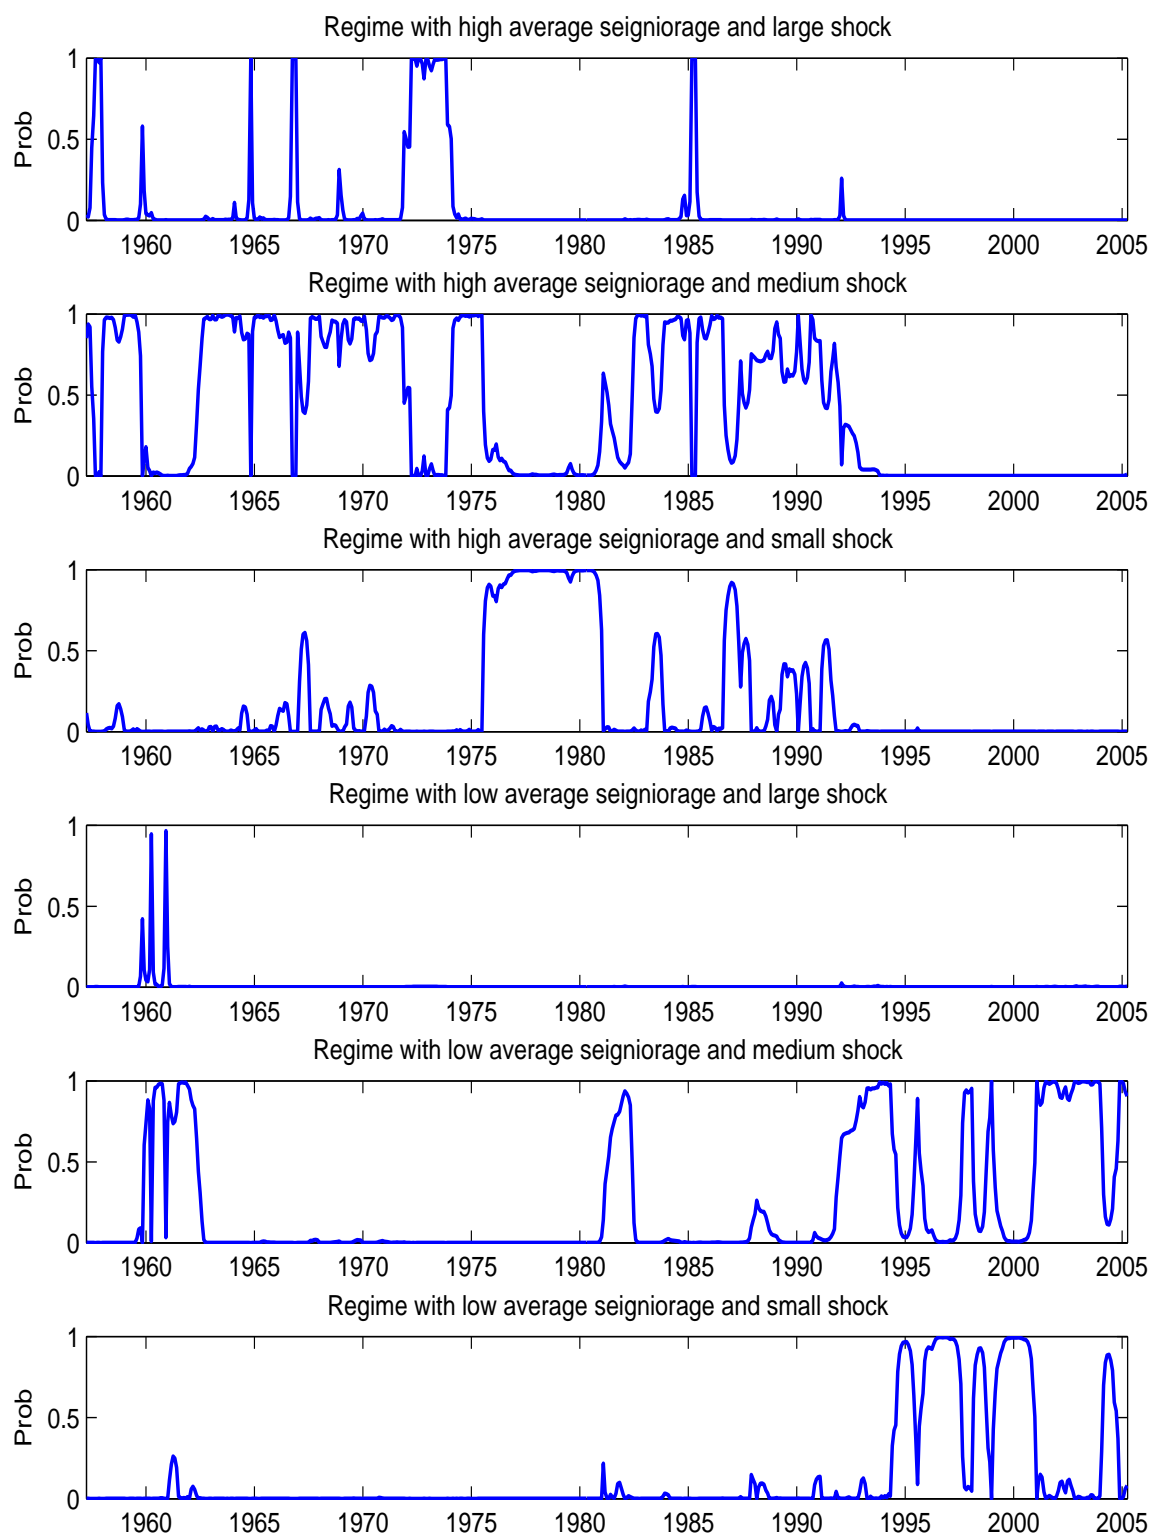 Regime with high average seigniorage and large shock
1
0.5
0
Prob
1960 1965 1970 1975 1980 1985 1990 1995 2000 2005
Regime with high average seigniorage and medium shock
1
0.5
0
Prob
1960 1965 1970 1975 1980 1985 1990 1995 2000 2005
Regime with high average seigniorage and small shock
1
0.5
0
Prob
1960 1965 1970 1975 1980 1985 1990 1995 2000 2005
Regime with low average seigniorage and large shock
1
0.5
0
Prob
1960 1965 1970 1975 1980 1985 1990 1995 2000 2005
Regime with low average seigniorage and medium shock
1
0.5
0
Prob
1960 1965 1970 1975 1980 1985 1990 1995 2000 2005
Regime with low average seigniorage and small shock
1
0.5
0
Prob
1960 1965 1970 1975 1980 1985 1990 1995 2000 2005